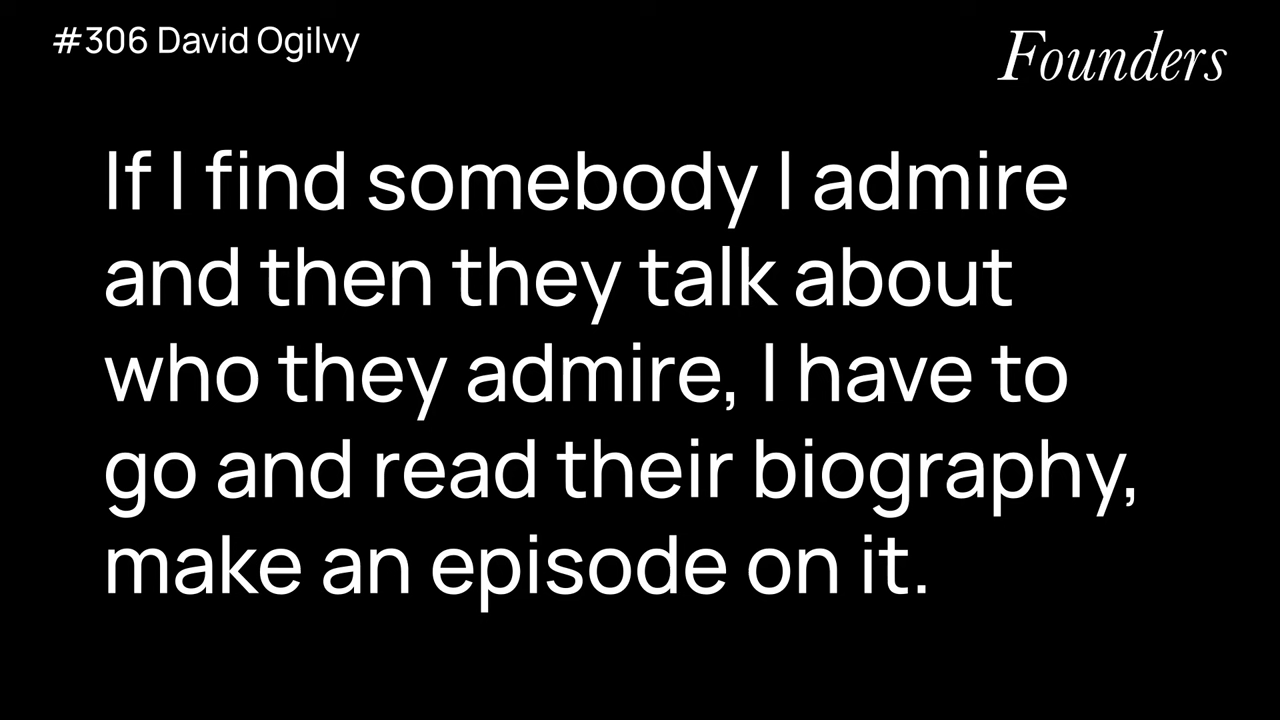 #306 David Ogilvy
Founders
If I find somebody I admire
and then they talk about
who they admire, I have to
go and read their biography,
make an episode on it.